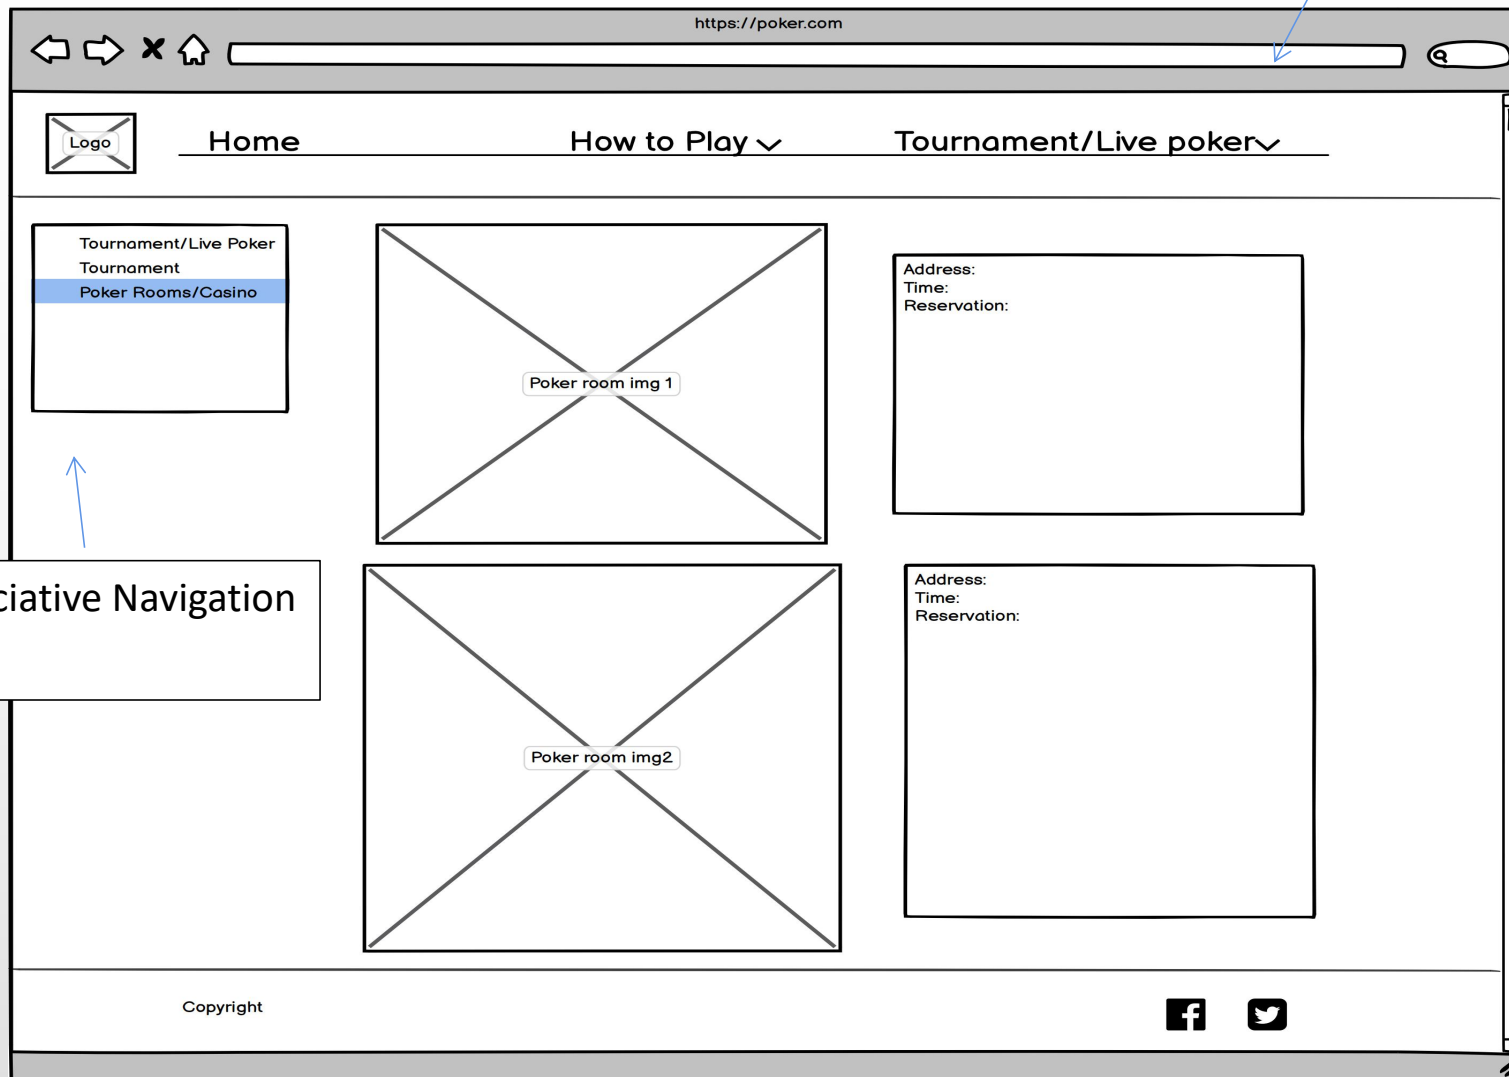 https://poker.com
Logo
Home
How to Play
Tournament/Live poker
Tournament/Live Poker
Tournament
Poker Rooms/Casino
Poker room img 1
Address:
Time:
Reservation:
ciative Navigation
Poker room img2
Address:
Time:
Reservation:
Copyright